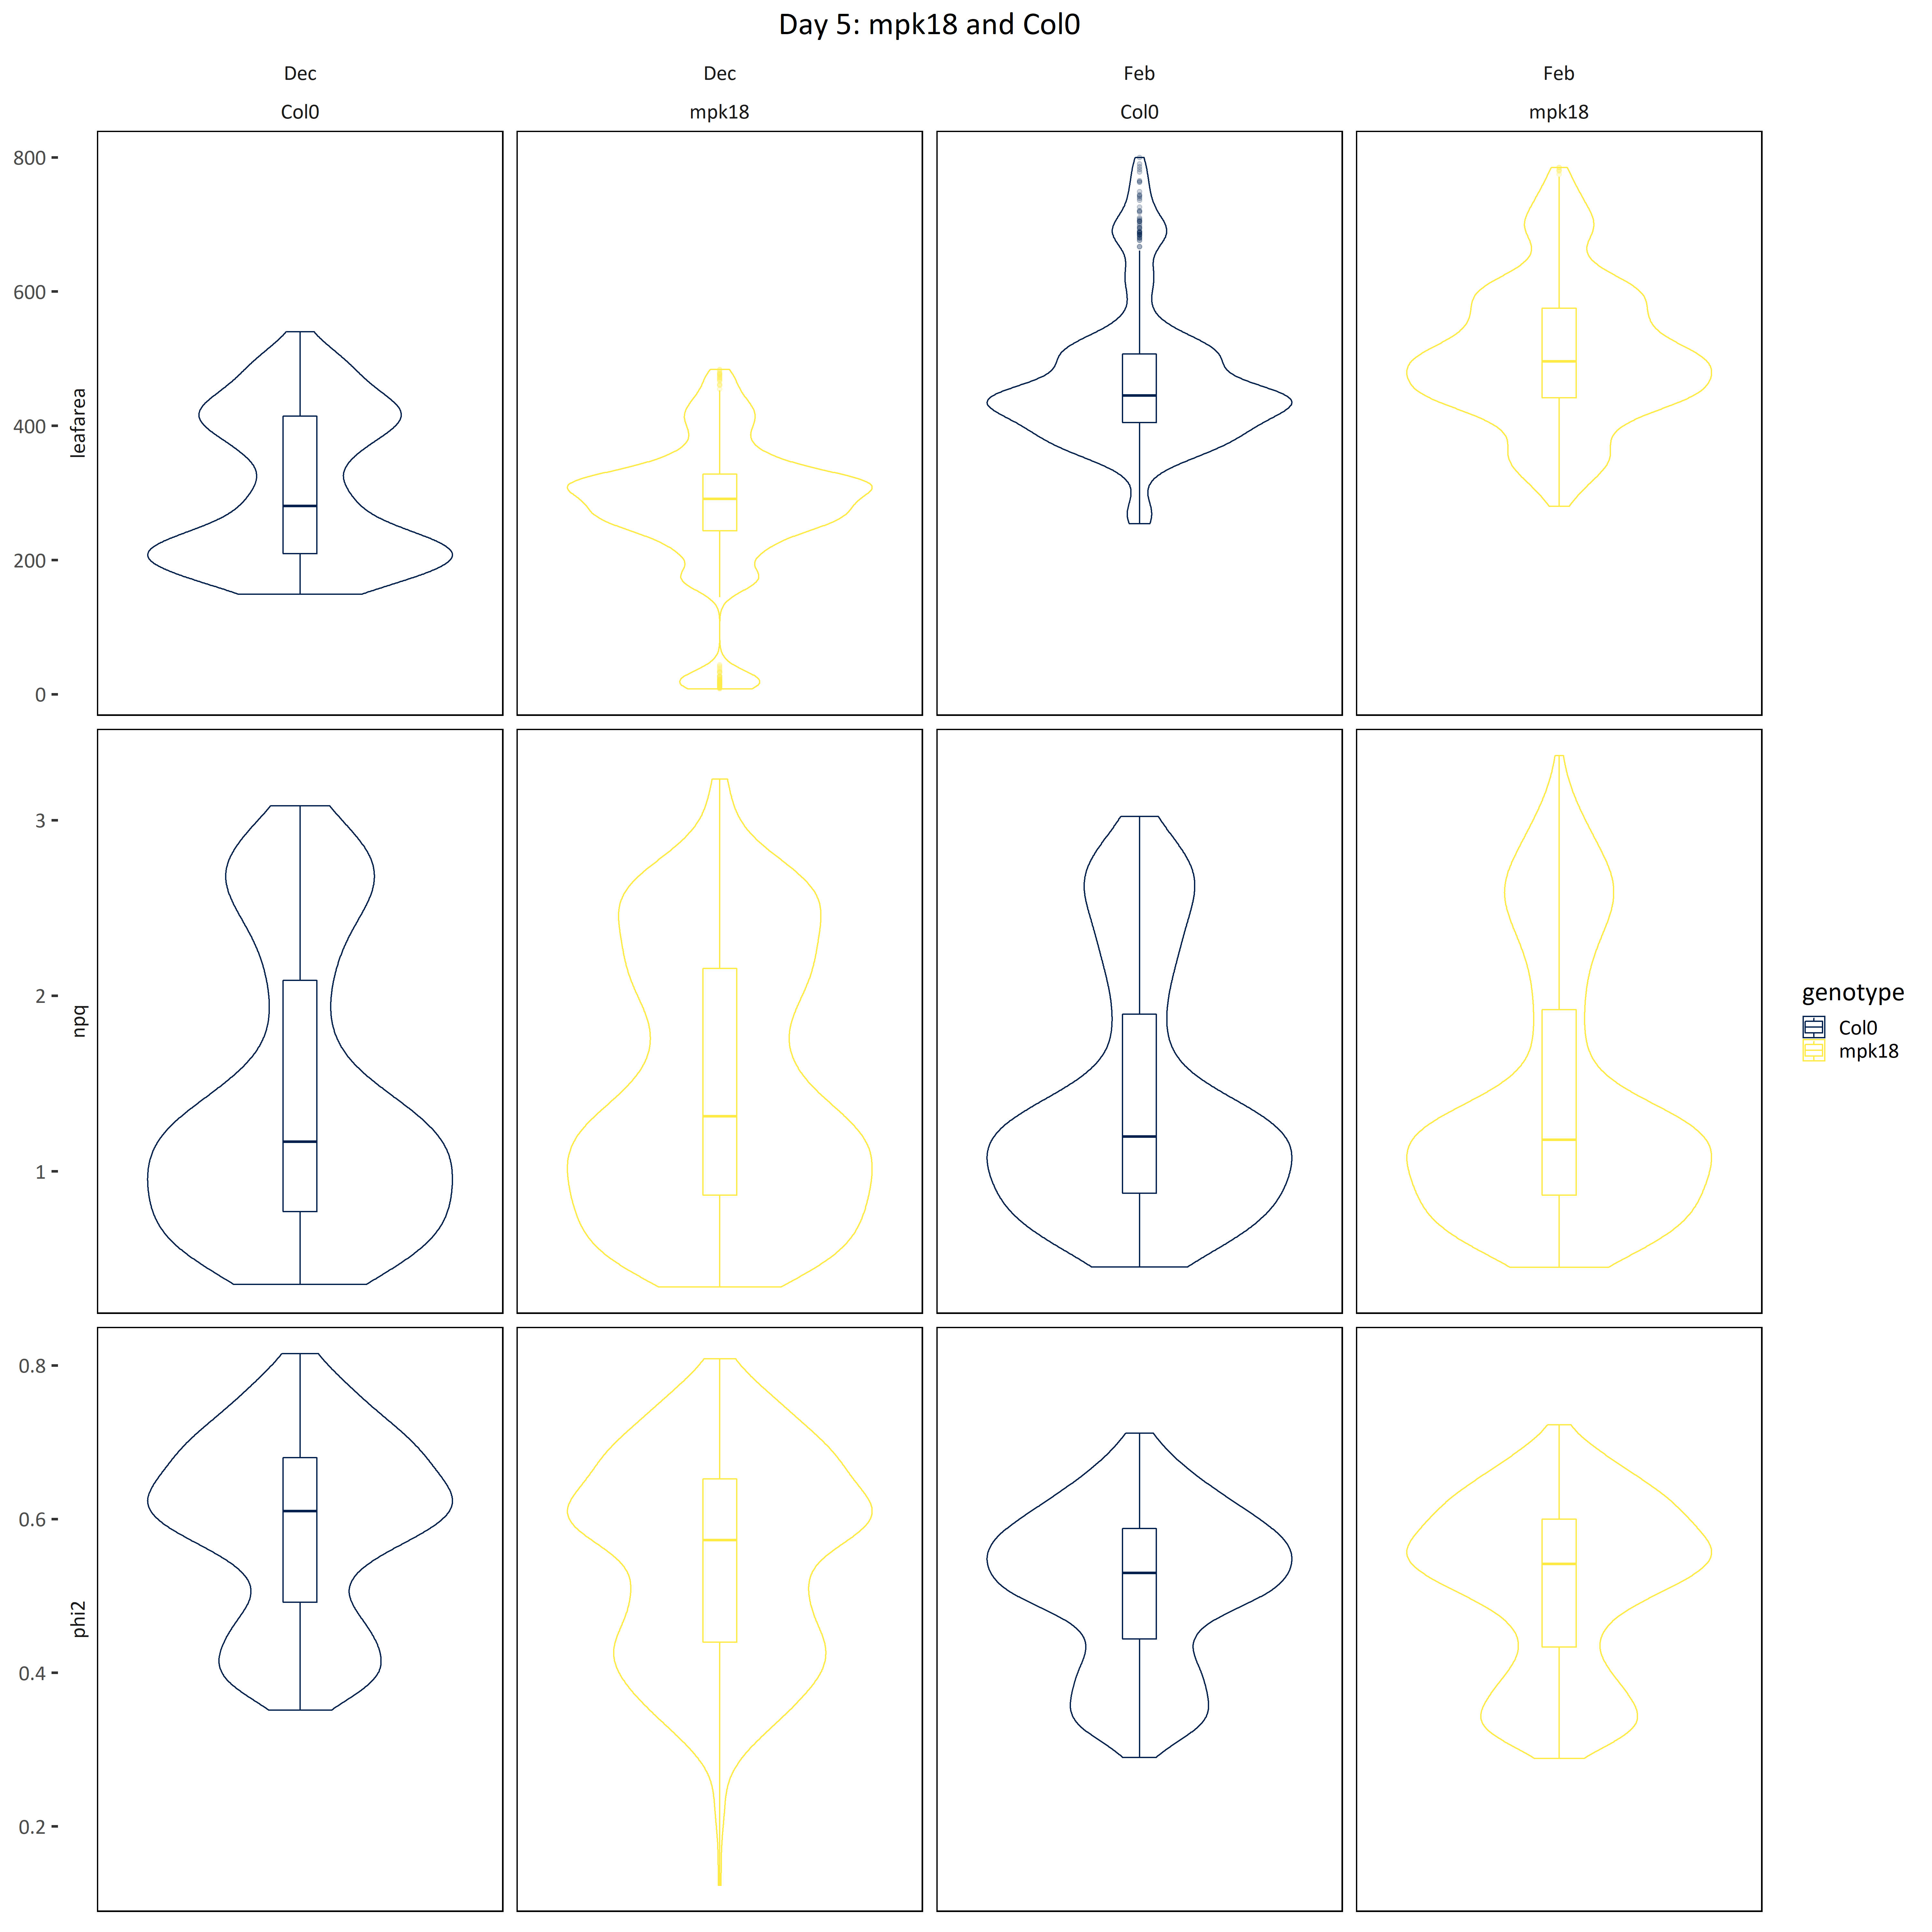 Day 5: mpk18 and Col0
Dec
Dec
Feb
Feb
Col0
mpk18
Col0
mpk18
800
600
400
200
0
leafarea
3
2
1
npq
genotype
Col0
mpk18
0.8
0.6
0.4
0.2
phi2